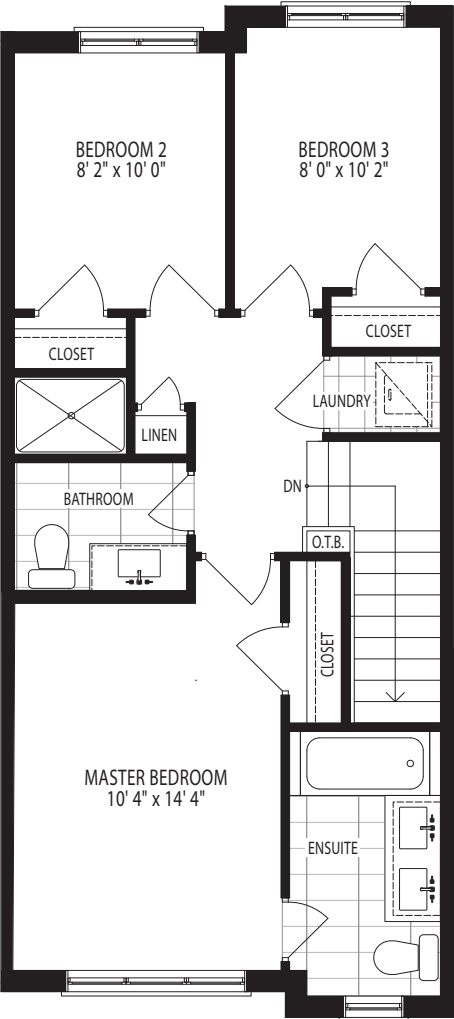 BEDROOM 2
8' 2" x 10' 0"
BEDROOM 3
8' 0" x 10' 2"
CLOSET
CLOSET
LAUNDRY
LINEN
DN
BATHROOM
O.T.B.
CLOSET
MASTER BEDROOM
10' 4" x 14' 4"
ENSUITE